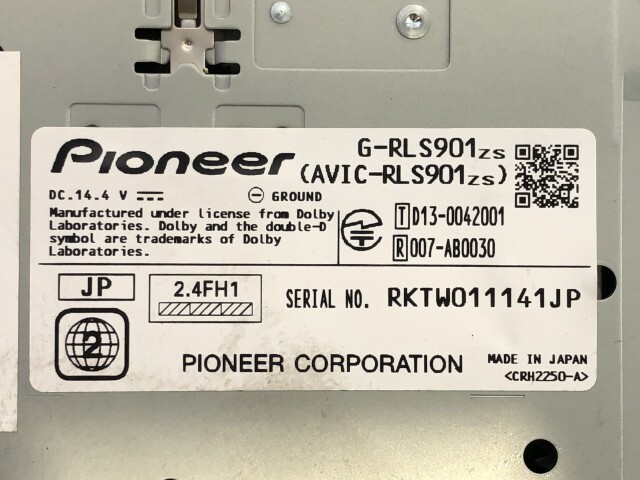 Pioneer
G-RLS901zs
(AVIC-RLS901zs)
DC.14.4 V
GROUND
Manufactured under license from Dolby
Laboratories. Dolby and the double-D
symbol are trademarks of Dolby
Laboratories.
T D13-0042001
R 007-AB0030
JP
2.4FH1
SERIAL NO. RKTW011141JP
2
PIONEER CORPORATION
MADE IN JAPAN
<CRH2250-A>